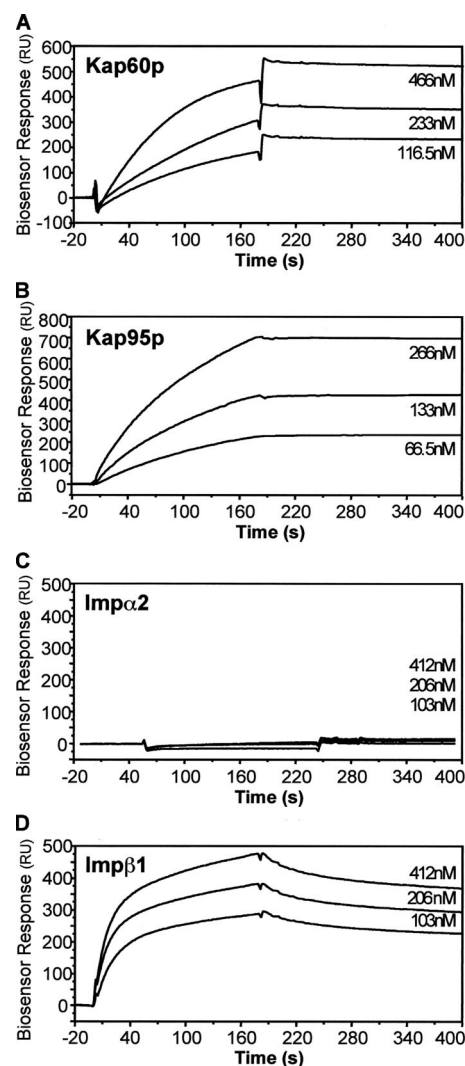 A
Biosensor Response (RU)
600
500
400
300
200
100
0
-100
Kap60p
466nM
233nM
116.5nM
-20 40 100 160 220 280 340 400
Time (s)
B
Biosensor Response (RU)
800
700
600
500
400
300
200
100
0
Kap95p
266nM
133nM
66.5nM
-20 40 100 160 220 280 340 400
Time (s)
C
Biosensor Response (RU)
500
400
300
200
100
0
Impα2
412nM
206nM
103nM
-20 40 100 160 220 280 340 400
Time (s)
D
Biosensor Response (RU)
500
400
300
200
100
0
Impβ1
412nM
206nM
103nM
-20 40 100 160 220 280 340 400
Time (s)